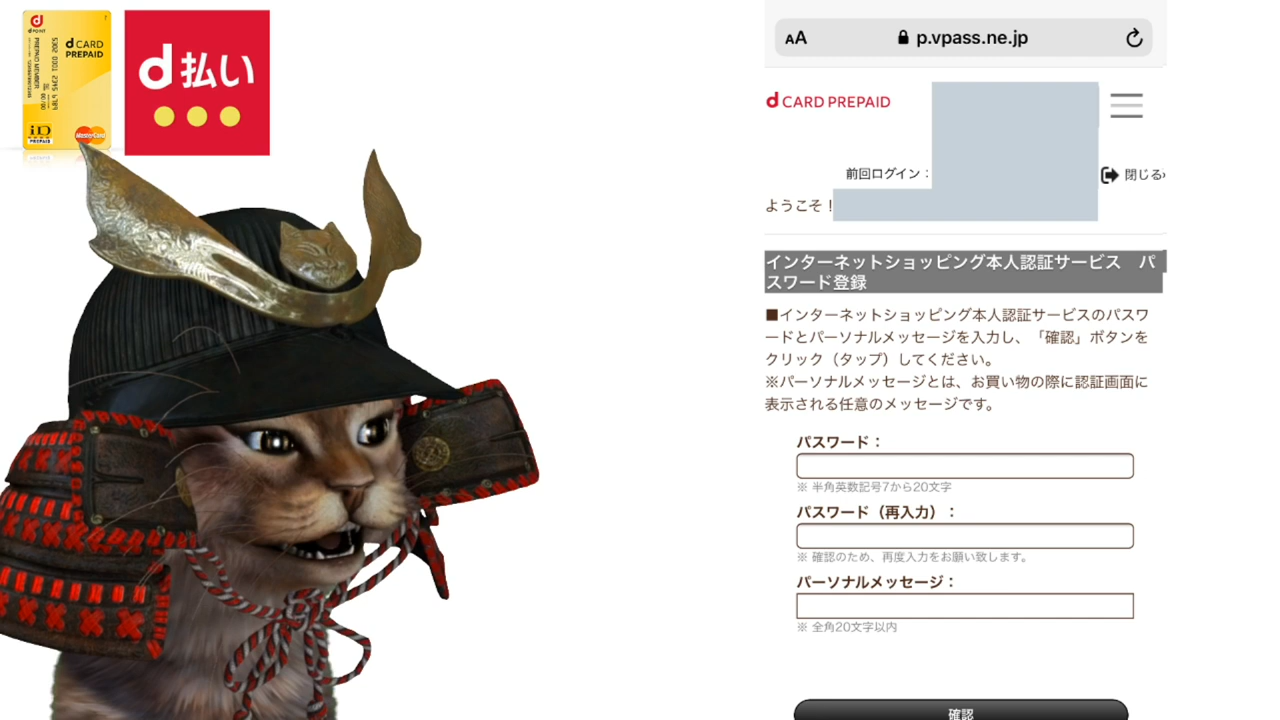 d POINT
d CARD
PREPAID
PREPAID MEMBER
iD
PREPAID
MasterCard
d払い
AA
p.vpass.ne.jp
d CARD PREPAID
前回ログイン：
閉じる
ようこそ！
インターネットショッピング本人認証サービス　パ
スワード登録
■インターネットショッピング本人認証サービスのパスワ
ードとパーソナルメッセージを入力し、「確認」ボタンを
クリック（タップ）してください。
※パーソナルメッセージとは、お買い物の際に認証画面に
表示される任意のメッセージです。
パスワード：
※ 半角英数記号7から20文字
パスワード（再入力）：
※ 確認のため、再度入力をお願い致します。
パーソナルメッセージ：
※ 全角20文字以内
確認